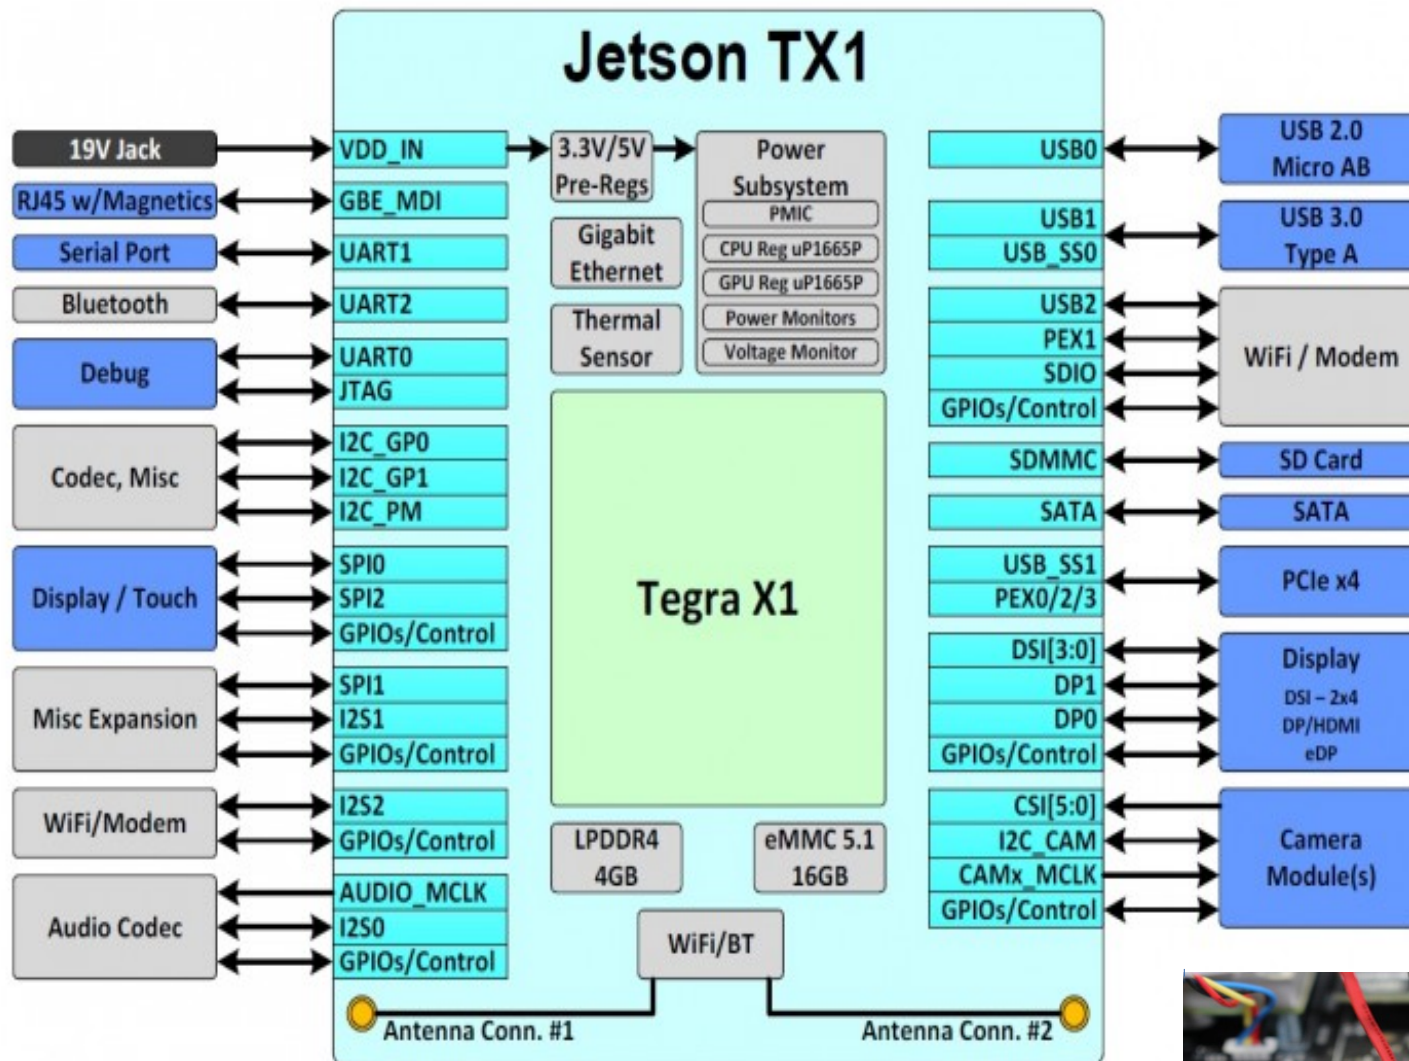 Jetson TX1
19V Jack
RJ45 w/Magnetics
Serial Port
Bluetooth
Debug
Codec, Misc
Display / Touch
Misc Expansion
WiFi/Modem
Audio Codec
VDD_IN
GBE_MDI
UART1
UART2
UART0
JTAG
I2C_GP0
I2C_GP1
I2C_PM
SPI0
SPI2
GPIOs/Control
SPI1
I2S1
GPIOs/Control
I2S2
GPIOs/Control
AUDIO_MCLK
I2S0
GPIOs/Control
3.3V/5V
Pre-Regs
Gigabit
Ethernet
Thermal
Sensor
Power
Subsystem
PMIC
CPU Reg uP1665P
GPU Reg uP1665P
Power Monitors
Voltage Monitor
Tegra X1
LPDDR4
4GB
eMMC 5.1
16GB
WiFi/BT
Antenna Conn. #1
Antenna Conn. #2
USB0
USB1
USB_SS0
USB2
PEX1
SDIO
GPIOs/Control
SDMMC
SATA
USB_SS1
PEX0/2/3
DSI[3:0]
DP1
DP0
GPIOs/Control
CSI[5:0]
I2C_CAM
CAMx_MCLK
GPIOs/Control
USB 2.0
Micro AB
USB 3.0
Type A
WiFi / Modem
SD Card
SATA
PCIe x4
Display
DSI – 2x4
DP/HDMI
eDP
Camera
Module(s)